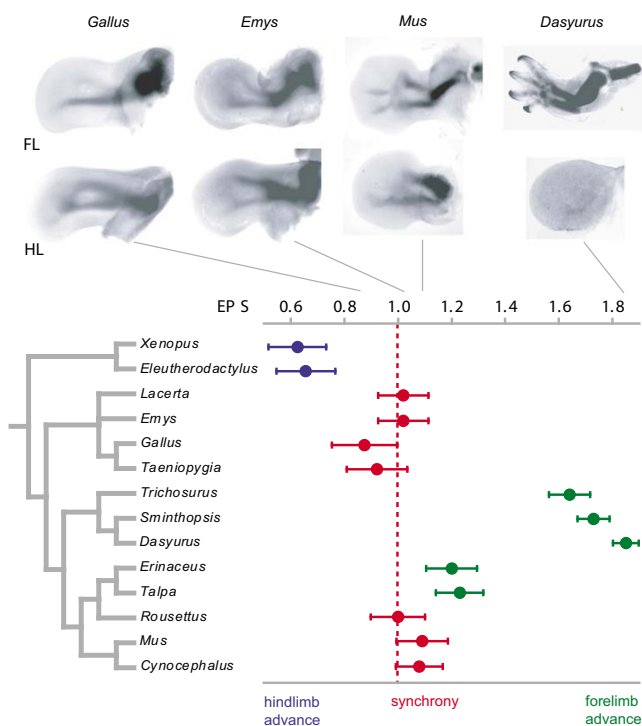 Gallus Emys Mus Dasyurus
FL
HL
EP S 0.6 0.8 1.0 1.2 1.4 1.6 1.8
Xenopus
Eleutherodactylus
Lacerta
Emys
Gallus
Taeniopygia
Trichosurus
Sminthopsis
Dasyurus
Erinaceus
Talpa
Rousettus
Mus
Cynocephalus
hindlimb synchrony forelimb
advance advance